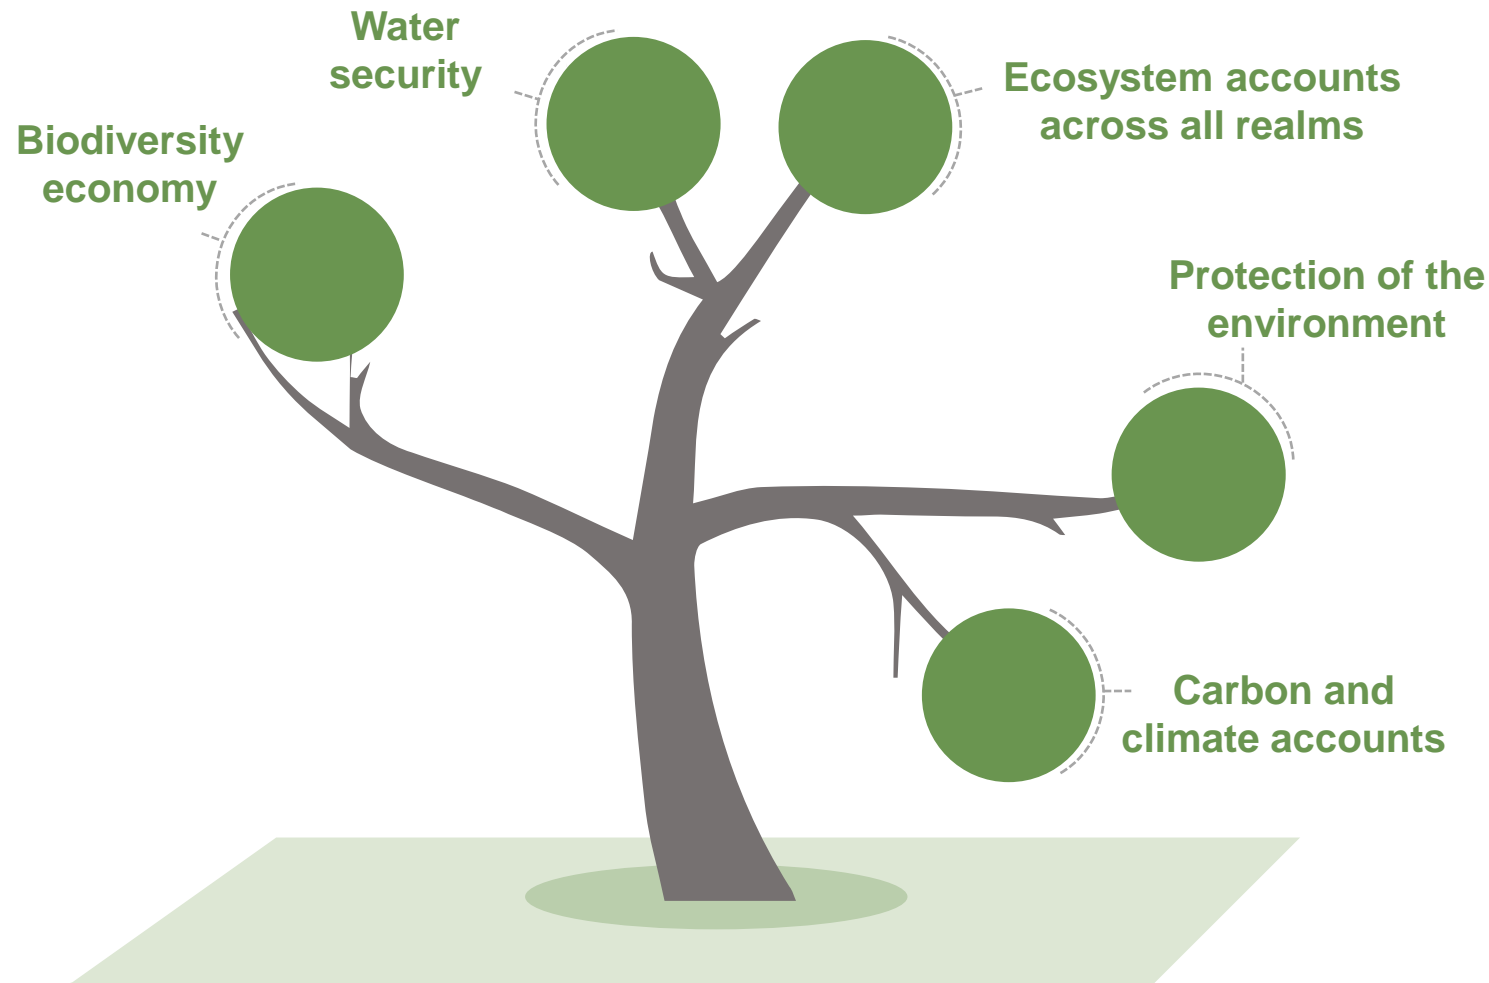 Water
security
Ecosystem accounts
across all realms
Biodiversity
economy
Protection of the
environment
Carbon and
climate accounts